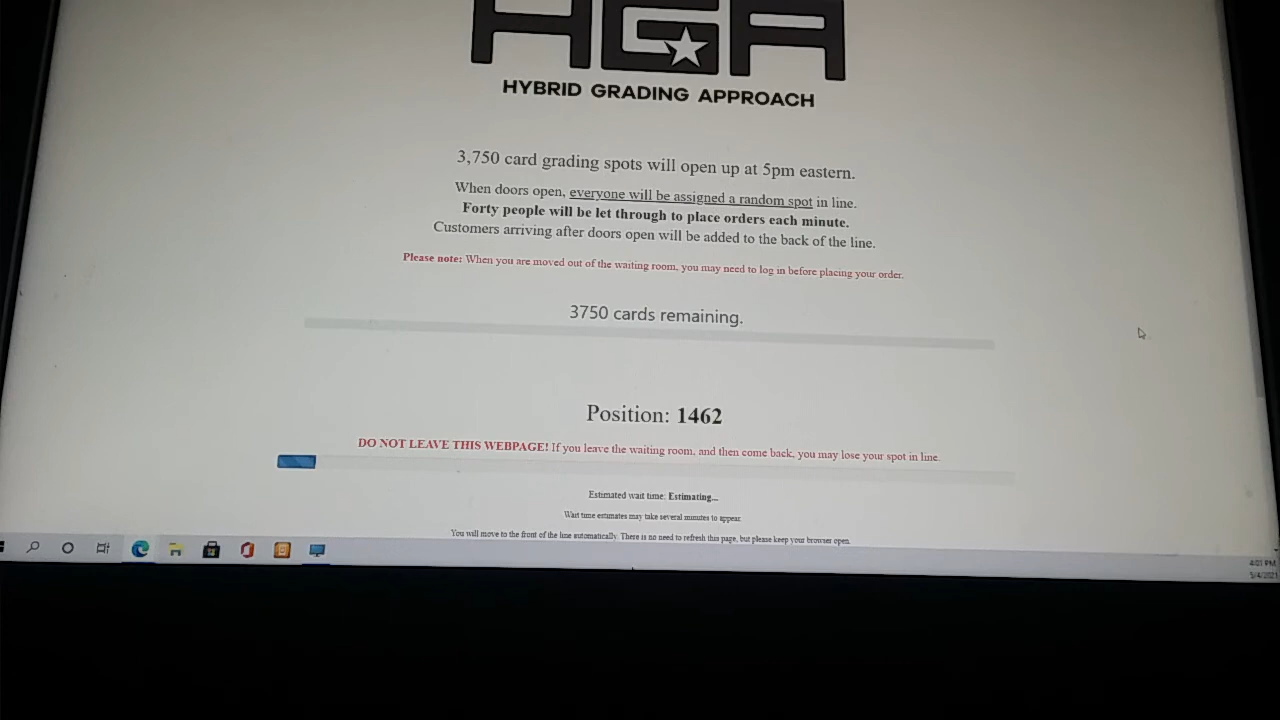 HGA
HYBRID GRADING APPROACH
3,750 card grading spots will open up at 5pm eastern.
When doors open, everyone will be assigned a random spot in line.
Forty people will be let through to place orders each minute.
Customers arriving after doors open will be added to the back of the line.
Please note: When you are moved out of the waiting room, you may need to log in before placing your order.
3750 cards remaining.
Position: 1462
DO NOT LEAVE THIS WEBPAGE! If you leave the waiting room, and then come back, you may lose your spot in line.
Estimated wait time: Estimating...
Wait time estimates may take several minutes to appear.
You will move to the front of the line automatically. There is no need to refresh this page, but please keep your browser open.
4:01 PM
5/4/2021